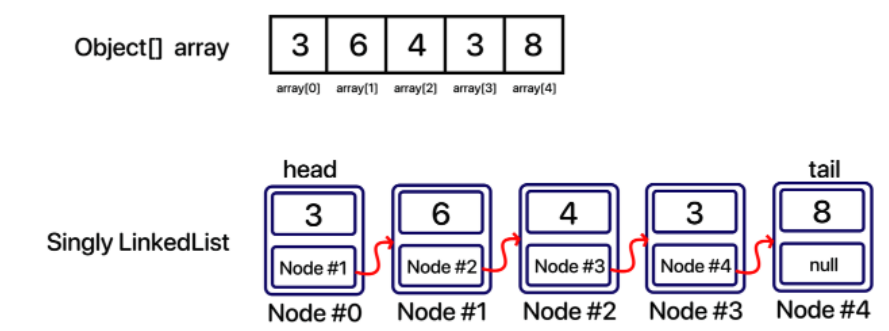 Object[] array 3 6 4 3 8
array[0] array[1] array[2] array[3] array[4]
head tail
3 6 4 3 8
Singly LinkedList
Node #1 Node #2 Node #3 Node #4 null
Node #0 Node #1 Node #2 Node #3 Node #4